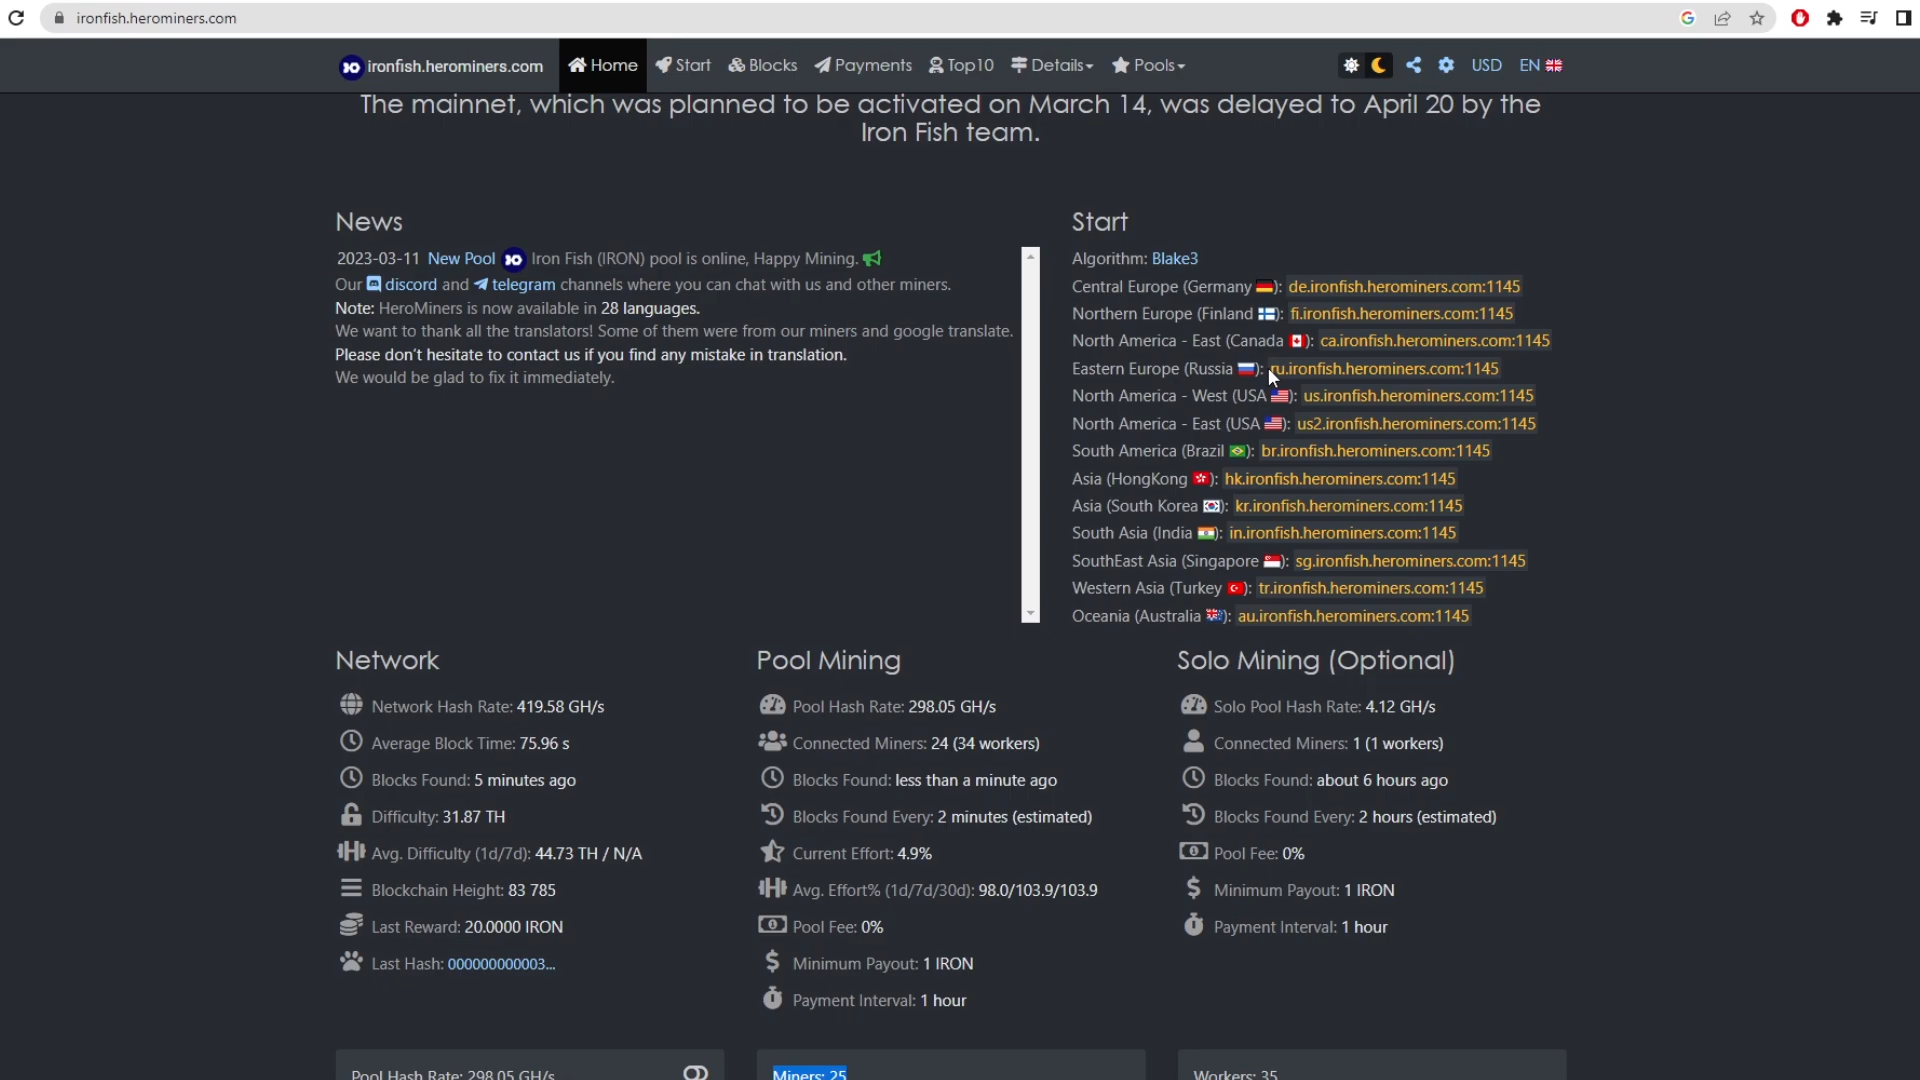 ironfish.herominers.com
ironfish.herominers.com Home Start Blocks Payments Top10 Details Pools USD EN
The mainnet, which was planned to be activated on March 14, was delayed to April 20 by the
Iron Fish team.
News
2023-03-11 New Pool Iron Fish (IRON) pool is online, Happy Mining.
Our discord and telegram channels where you can chat with us and other miners.
Note: HeroMiners is now available in 28 languages.
We want to thank all the translators! Some of them were from our miners and google translate.
Please don't hesitate to contact us if you find any mistake in translation.
We would be glad to fix it immediately.
Start
Algorithm: Blake3
Central Europe (Germany ): de.ironfish.herominers.com:1145
Northern Europe (Finland ): fi.ironfish.herominers.com:1145
North America - East (Canada ): ca.ironfish.herominers.com:1145
Eastern Europe (Russia ): ru.ironfish.herominers.com:1145
North America - West (USA ): us.ironfish.herominers.com:1145
North America - East (USA ): us2.ironfish.herominers.com:1145
South America (Brazil ): br.ironfish.herominers.com:1145
Asia (HongKong ): hk.ironfish.herominers.com:1145
Asia (South Korea ): kr.ironfish.herominers.com:1145
South Asia (India ): in.ironfish.herominers.com:1145
SouthEast Asia (Singapore ): sg.ironfish.herominers.com:1145
Western Asia (Turkey ): tr.ironfish.herominers.com:1145
Oceania (Australia ): au.ironfish.herominers.com:1145
Network
Network Hash Rate: 419.58 GH/s
Average Block Time: 75.96 s
Blocks Found: 5 minutes ago
Difficulty: 31.87 TH
Avg. Difficulty (1d/7d): 44.73 TH / N/A
Blockchain Height: 83 785
Last Reward: 20.0000 IRON
Last Hash: 000000000003...
Pool Mining
Pool Hash Rate: 298.05 GH/s
Connected Miners: 24 (34 workers)
Blocks Found: less than a minute ago
Blocks Found Every: 2 minutes (estimated)
Current Effort: 4.9%
Avg. Effort% (1d/7d/30d): 98.0/103.9/103.9
Pool Fee: 0%
Minimum Payout: 1 IRON
Payment Interval: 1 hour
Solo Mining (Optional)
Solo Pool Hash Rate: 4.12 GH/s
Connected Miners: 1 (1 workers)
Blocks Found: about 6 hours ago
Blocks Found Every: 2 hours (estimated)
Pool Fee: 0%
Minimum Payout: 1 IRON
Payment Interval: 1 hour
Pool Hash Rate: 298.05 GH/s
Miners: 25
Workers: 35